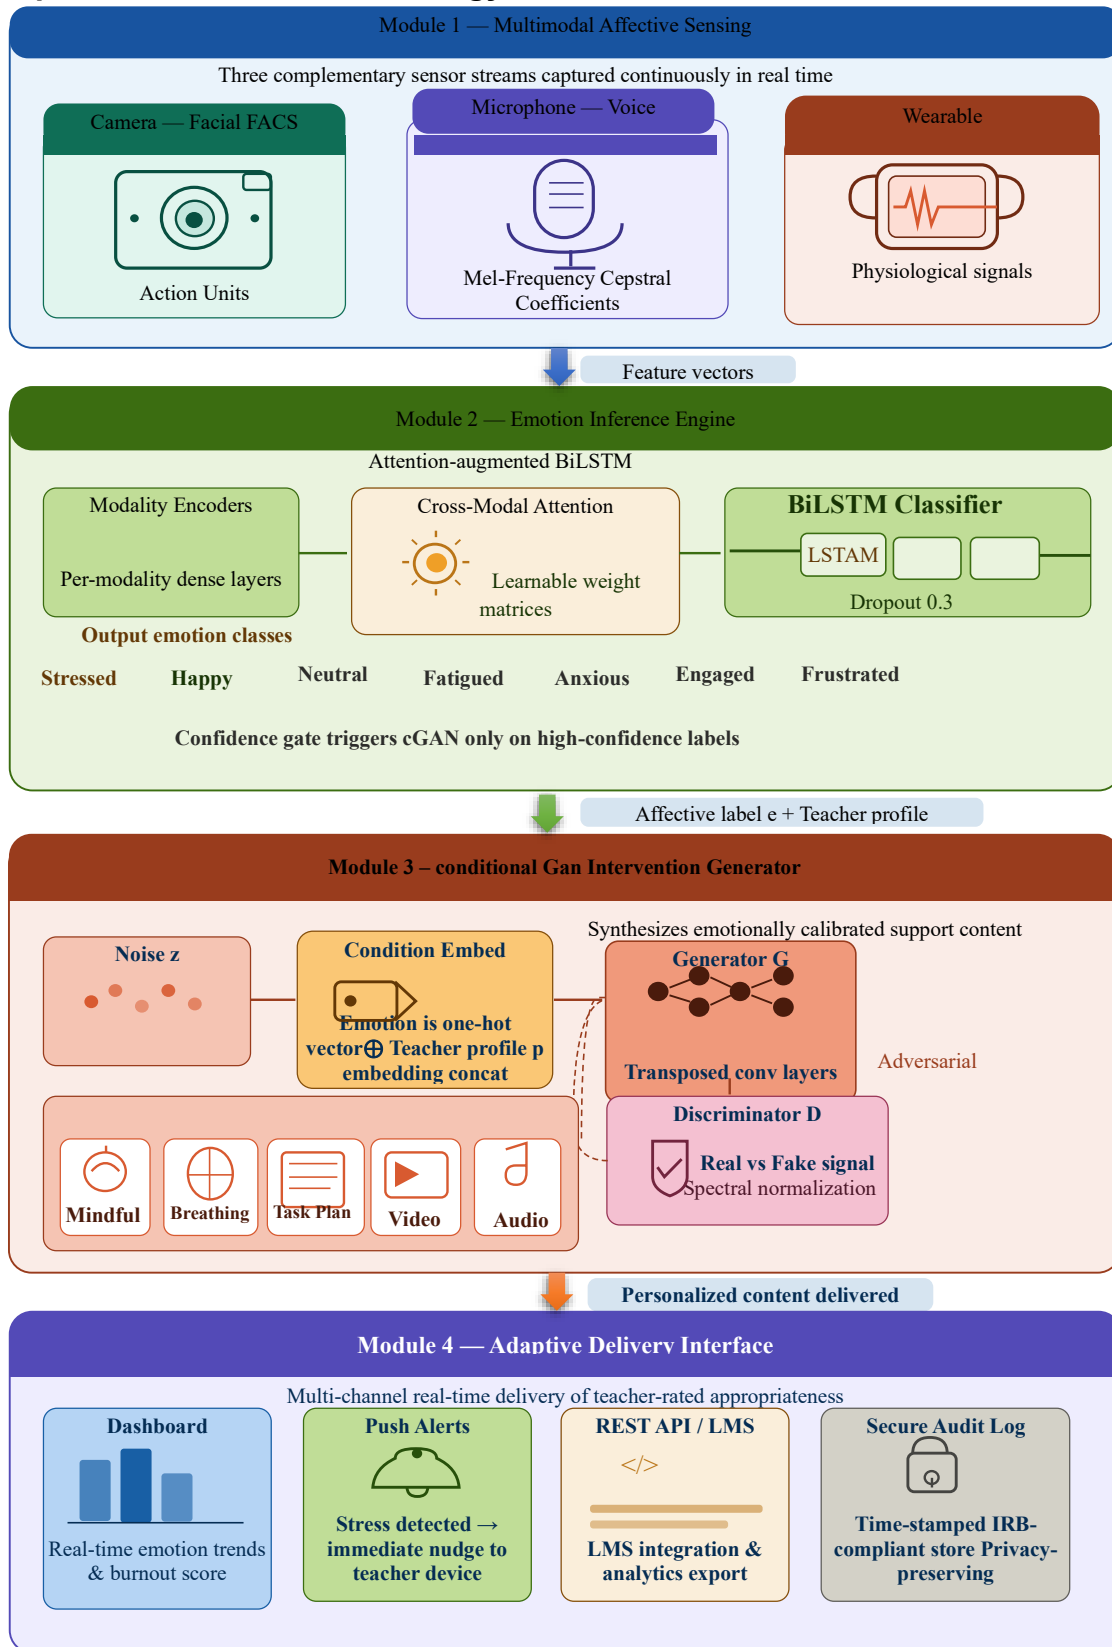 Module 1 — Multimodal Affective Sensing
Three complementary sensor streams captured continuously in real time
Camera — Facial FACS
Microphone — Voice
Wearable
Action Units
Mel-Frequency Cepstral
Coefficients
Physiological signals
Feature vectors
Module 2 — Emotion Inference Engine
Attention-augmented BiLSTM
Modality Encoders
Per-modality dense layers
Cross-Modal Attention
Learnable weight
matrices
BiLSTM Classifier
LSTAM
Dropout 0.3
Output emotion classes
Stressed
Happy
Neutral
Fatigued
Anxious
Engaged
Frustrated
Confidence gate triggers cGAN only on high-confidence labels
Affective label e + Teacher profile
Module 3 – conditional Gan Intervention Generator
Synthesizes emotionally calibrated support content
Noise z
Condition Embed
Emotion is one-hot
vector⊕ Teacher profile p
embedding concat
Generator G
Transposed conv layers
Adversarial
Discriminator D
Real vs Fake signal
Spectral normalization
Mindful
Breathing
Task Plan
Video
Audio
Personalized content delivered
Module 4 — Adaptive Delivery Interface
Multi-channel real-time delivery of teacher-rated appropriateness
Dashboard
Real-time emotion trends
& burnout score
Push Alerts
Stress detected →
immediate nudge to
teacher device
REST API / LMS
</>
LMS integration &
analytics export
Secure Audit Log
Time-stamped IRB-
compliant store Privacy-
preserving